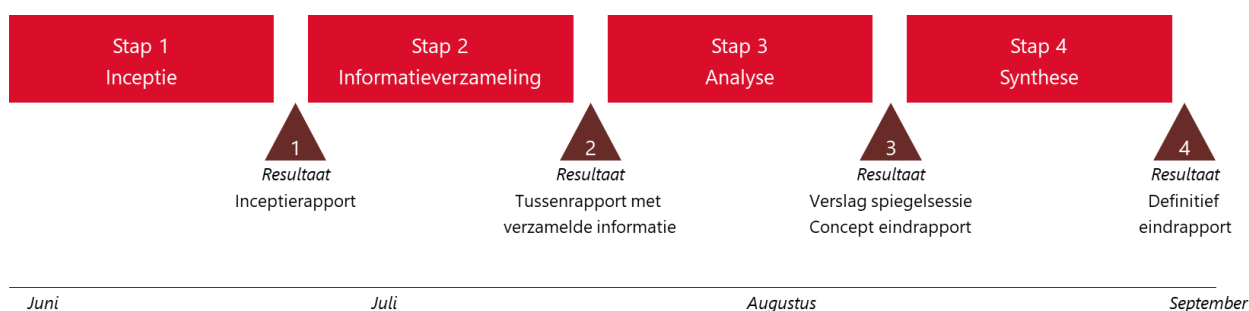 Stap 1
Inceptie
Stap 2
Informatieverzameling
Stap 3
Analyse
Stap 4
Synthese
1
Resultaat
Inceptierapport
2
Resultaat
Tussenrapport met
verzamelde informatie
3
Resultaat
Verslag spiegelsessie
Concept eindrapport
4
Resultaat
Definitief
eindrapport
Juni
Juli
Augustus
September